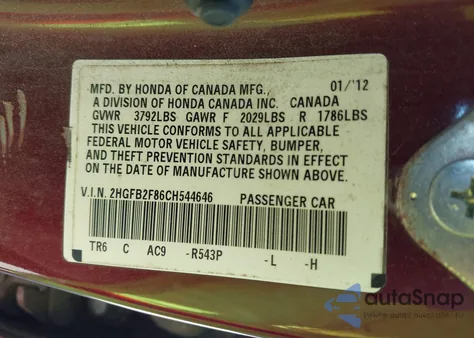 MFD. BY HONDA OF CANADA MFG., 01/'12
A DIVISION OF HONDA CANADA INC. CANADA
GVWR 3792LBS GAWR F 2029LBS R 1786LBS
THIS VEHICLE CONFORMS TO ALL APPLICABLE
FEDERAL MOTOR VEHICLE SAFETY, BUMPER,
AND THEFT PREVENTION STANDARDS IN EFFECT
ON THE DATE OF MANUFACTURE SHOWN ABOVE.
V.I.N. 2HGFB2F86CH544646 PASSENGER CAR
TR6 C AC9 -R543P -L -H
autoSnap